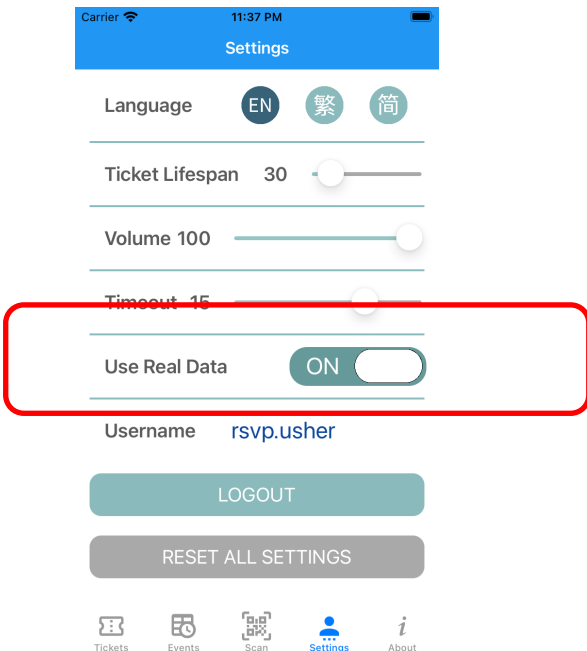 Carrier 11:37 PM
Settings
Language EN 繁 简
Ticket Lifespan 30
Volume 100
Timeout 15
Use Real Data ON
Username rsvp.usher
LOGOUT
RESET ALL SETTINGS
Tickets Events Scan Settings About